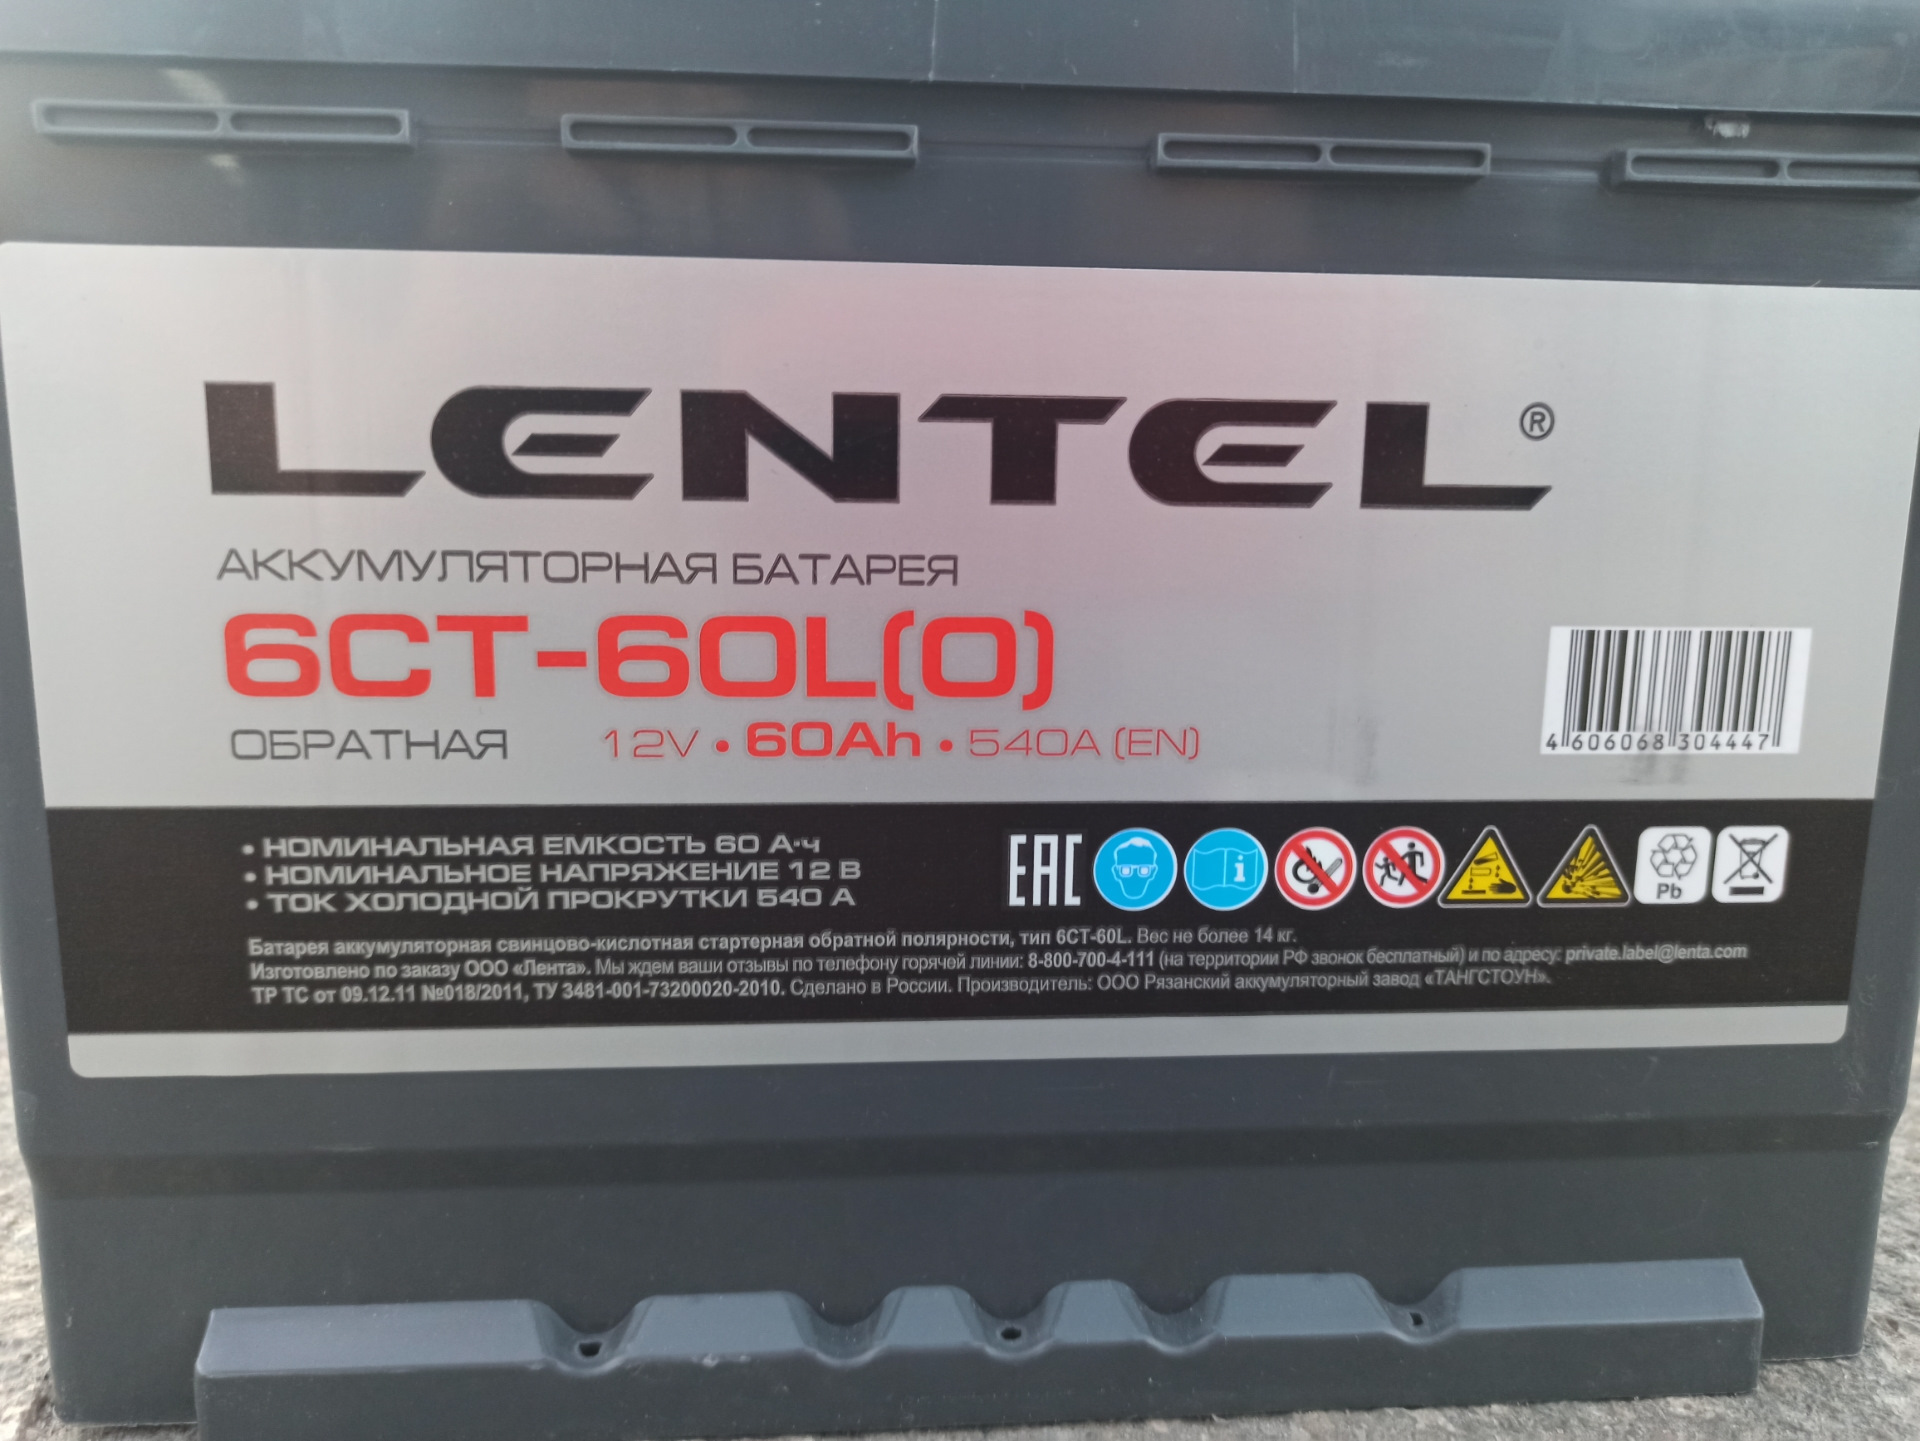 LENTEL®
АККУМУЛЯТОРНАЯ БАТАРЕЯ
6СТ-60L(О)
ОБРАТНАЯ 12V • 60Ah • 540A (EN)
4 606068 304447
• НОМИНАЛЬНАЯ ЕМКОСТЬ 60 А·ч
• НОМИНАЛЬНОЕ НАПРЯЖЕНИЕ 12 В
• ТОК ХОЛОДНОЙ ПРОКРУТКИ 540 А
EAC
Pb
Батарея аккумуляторная свинцово-кислотная стартерная обратной полярности, тип 6СТ-60L. Вес не более 14 кг.
Изготовлено по заказу ООО «Лента». Мы ждем ваши отзывы по телефону горячей линии: 8-800-700-4-111 (на территории РФ звонок бесплатный) и по адресу: private.label@lenta.com
ТР ТС от 09.12.11 №018/2011, ТУ 3481-001-73200020-2010. Сделано в России. Производитель: ООО Рязанский аккумуляторный завод «ТАНГСТОУН».